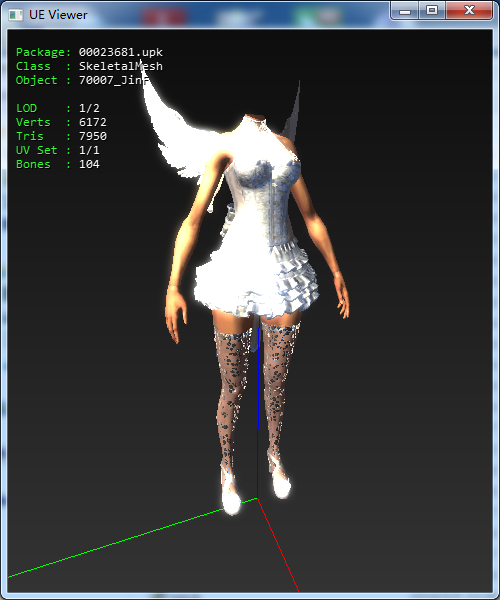 UE Viewer
Package: 00023681.upk
Class : SkeletalMesh
Object : 70007_Jin
LOD : 1/2
Verts : 6172
Tris : 7950
UV Set : 1/1
Bones : 104